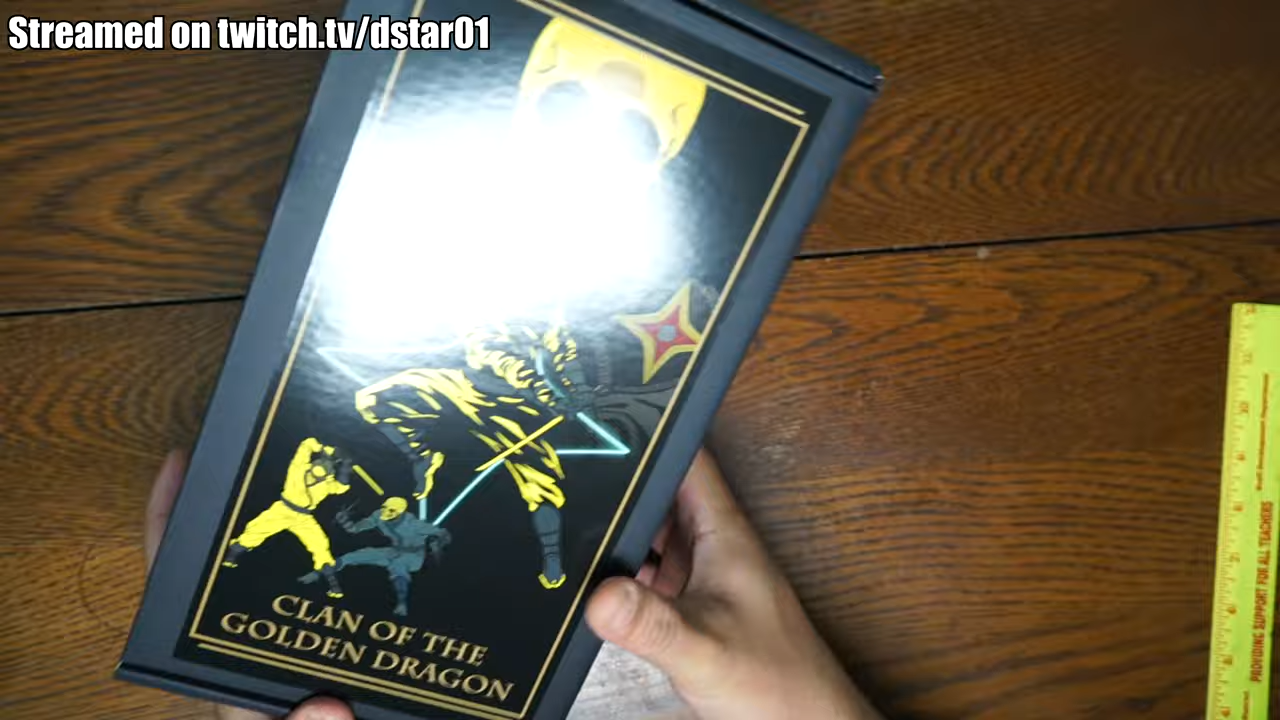 Streamed on twitch.tv/dstar01
CLAN OF THE
GOLDEN DRAGON
PROVIDING SUPPORT FOR ALL TEACHERS